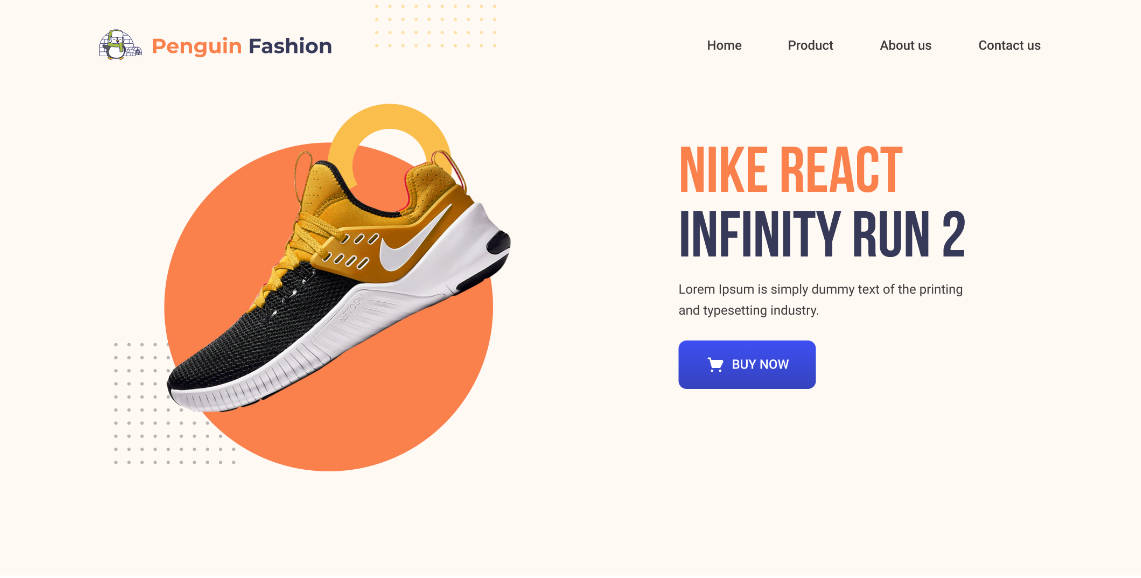 Penguin Fashion
Home Product About us Contact us
NIKE REACT
INFINITY RUN 2
Lorem Ipsum is simply dummy text of the printing
and typesetting industry.
BUY NOW